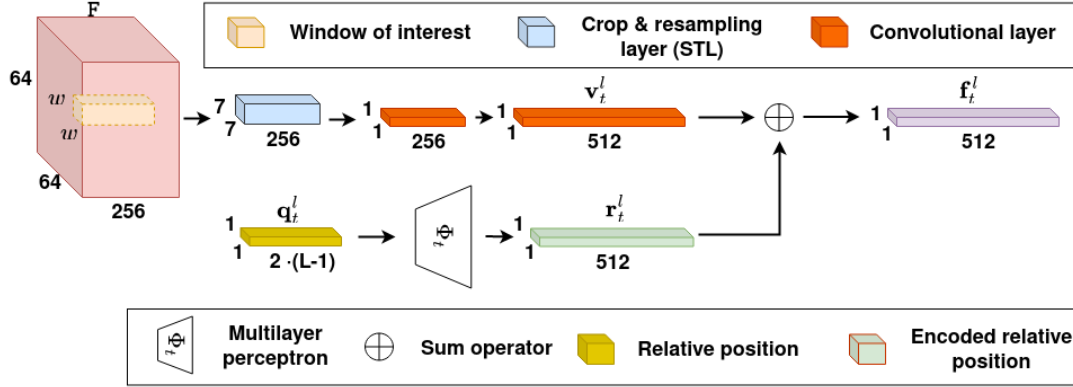 F
Window of interest
Crop & resampling
layer (STL)
Convolutional layer
64
w
w
64
256
7
7
256
1
1
256
v_t^l
1
1
512
f_t^l
1
1
512
q_t^l
1
1
2 ·(L-1)
Φ_t
r_t^l
1
1
512
Φ_t
Multilayer
perceptron
Sum operator
Relative position
Encoded relative
position